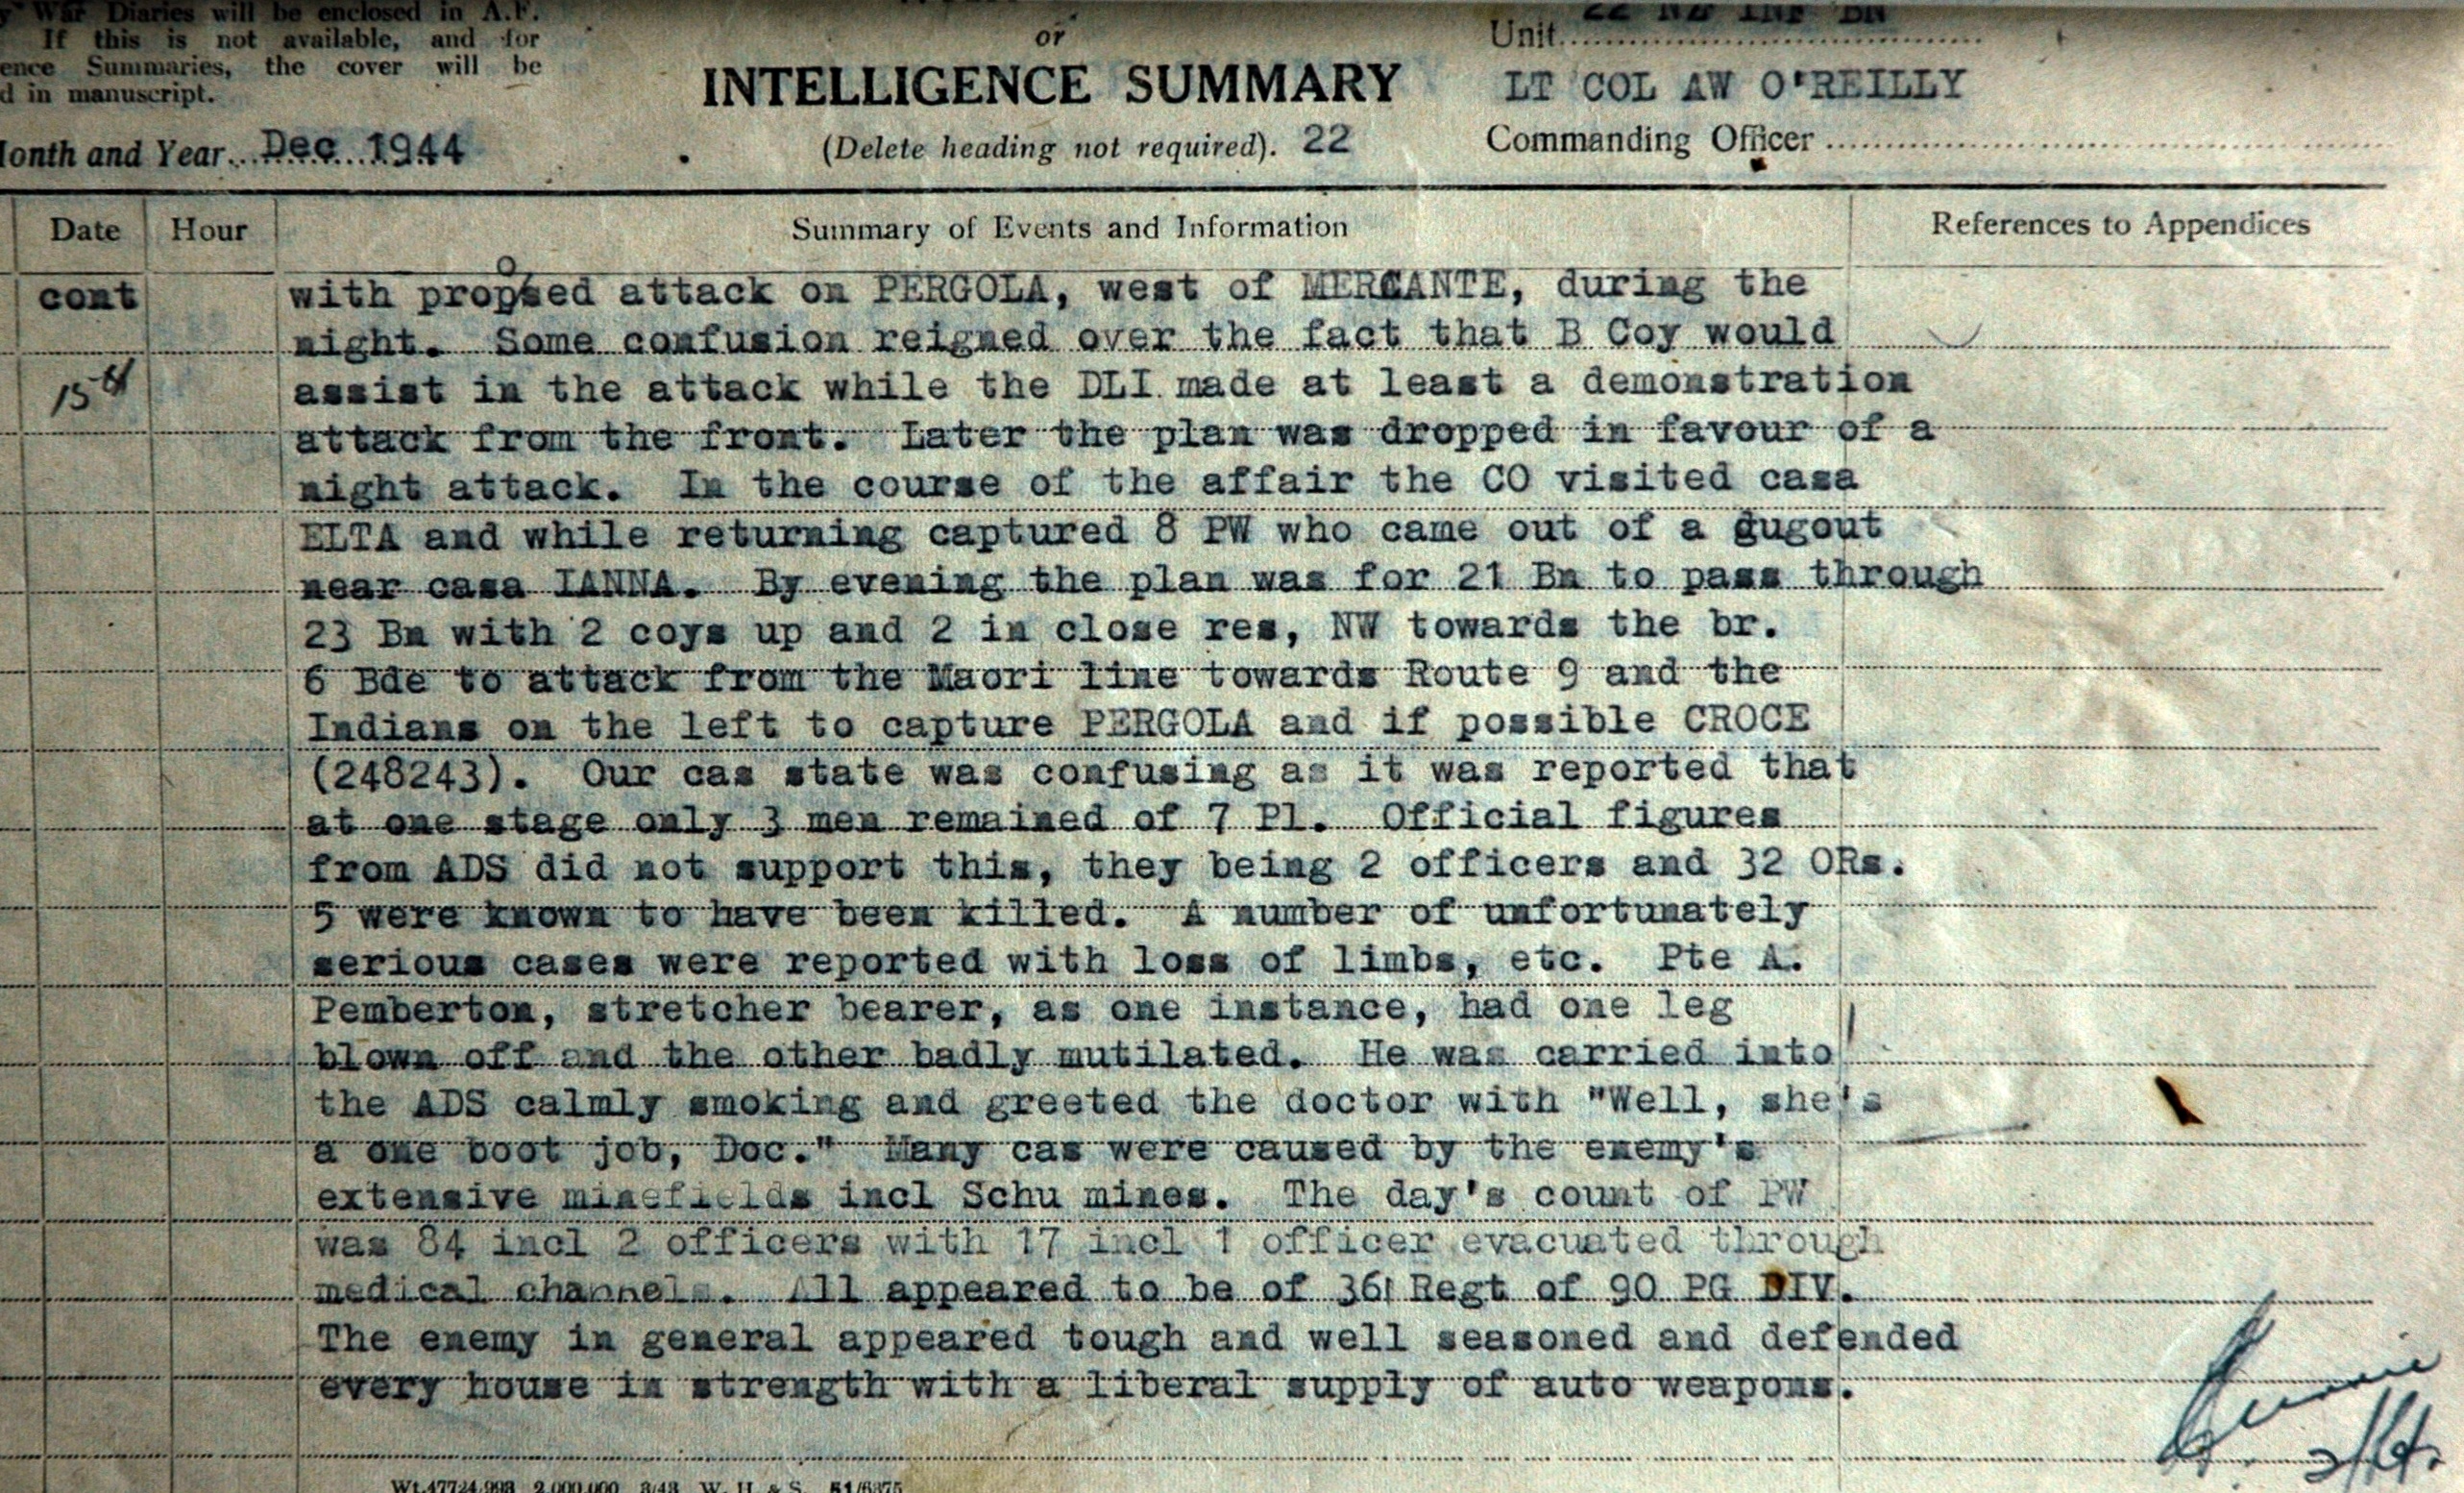 War Diaries will be enclosed in A.F.
If this is not available, and for
ence Summaries, the cover will be
d in manuscript.
onth and Year Dec 1944
or
INTELLIGENCE SUMMARY
(Delete heading not required). 22
Unit 22 NZ INF BN
LT COL AW O'REILLY
Commanding Officer
Date Hour Summary of Events and Information References to Appendices
cont with proposed attack on PERGOLA, west of MERCANTE, during the
night. Some confusion reigned over the fact that B Coy would
15th assist in the attack while the DLI made at least a demonstration
attack from the front. Later the plan was dropped in favour of a
night attack. In the course of the affair the CO visited casa
ELTA and while returning captured 8 PW who came out of a dugout
near casa IANNA. By evening the plan was for 21 Bn to pass through
23 Bn with 2 coys up and 2 in close res, NW towards the br.
6 Bde to attack from the Maori line towards Route 9 and the
Indians on the left to capture PERGOLA and if possible CROCE
(248243). Our cas state was confusing as it was reported that
at one stage only 3 men remained of 7 Pl. Official figures
from ADS did not support this, they being 2 officers and 32 ORs.
5 were known to have been killed. A number of unfortunately
serious cases were reported with loss of limbs, etc. Pte A.
Pemberton, stretcher bearer, as one instance, had one leg
blown off and the other badly mutilated. He was carried into
the ADS calmly smoking and greeted the doctor with "Well, she's
a one boot job, Doc." Many cas were caused by the enemy's
extensive minefields incl Schu mines. The day's count of PW
was 84 incl 2 officers with 17 incl 1 officer evacuated through
medical channels. All appeared to be of 361 Regt of 90 PG DIV.
The enemy in general appeared tough and well seasoned and defended
every house in strength with a liberal supply of auto weapons.
Wt.47724.993 2,000,000 3/43 W. H. & S. 51/6375